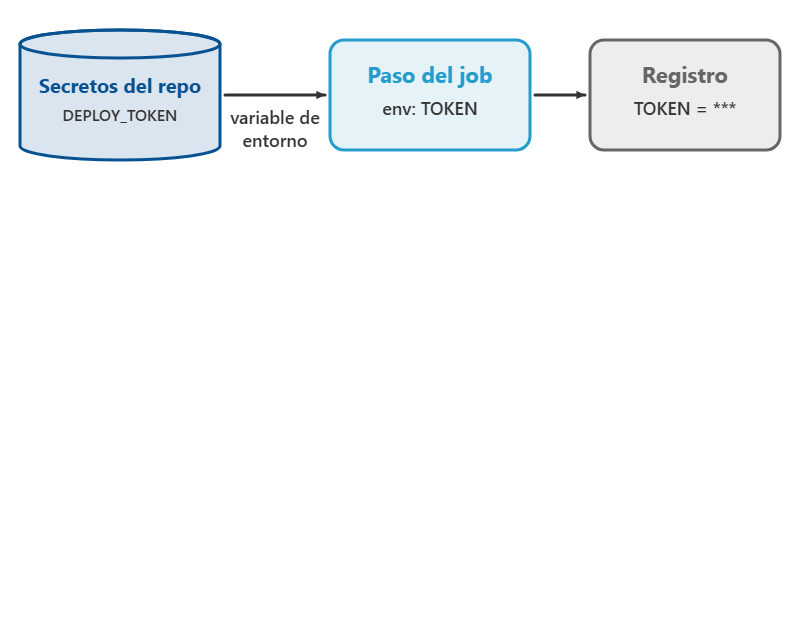 Secretos del repo
DEPLOY_TOKEN
variable de
entorno
Paso del job
env: TOKEN
Registro
TOKEN = ***